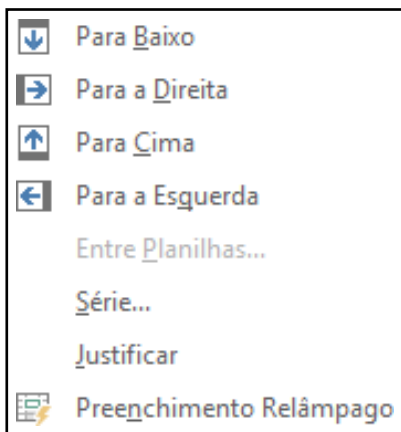 Para Baixo
Para a Direita
Para Cima
Para a Esquerda
Entre Planilhas...
Série...
Justificar
Preenchimento Relâmpago